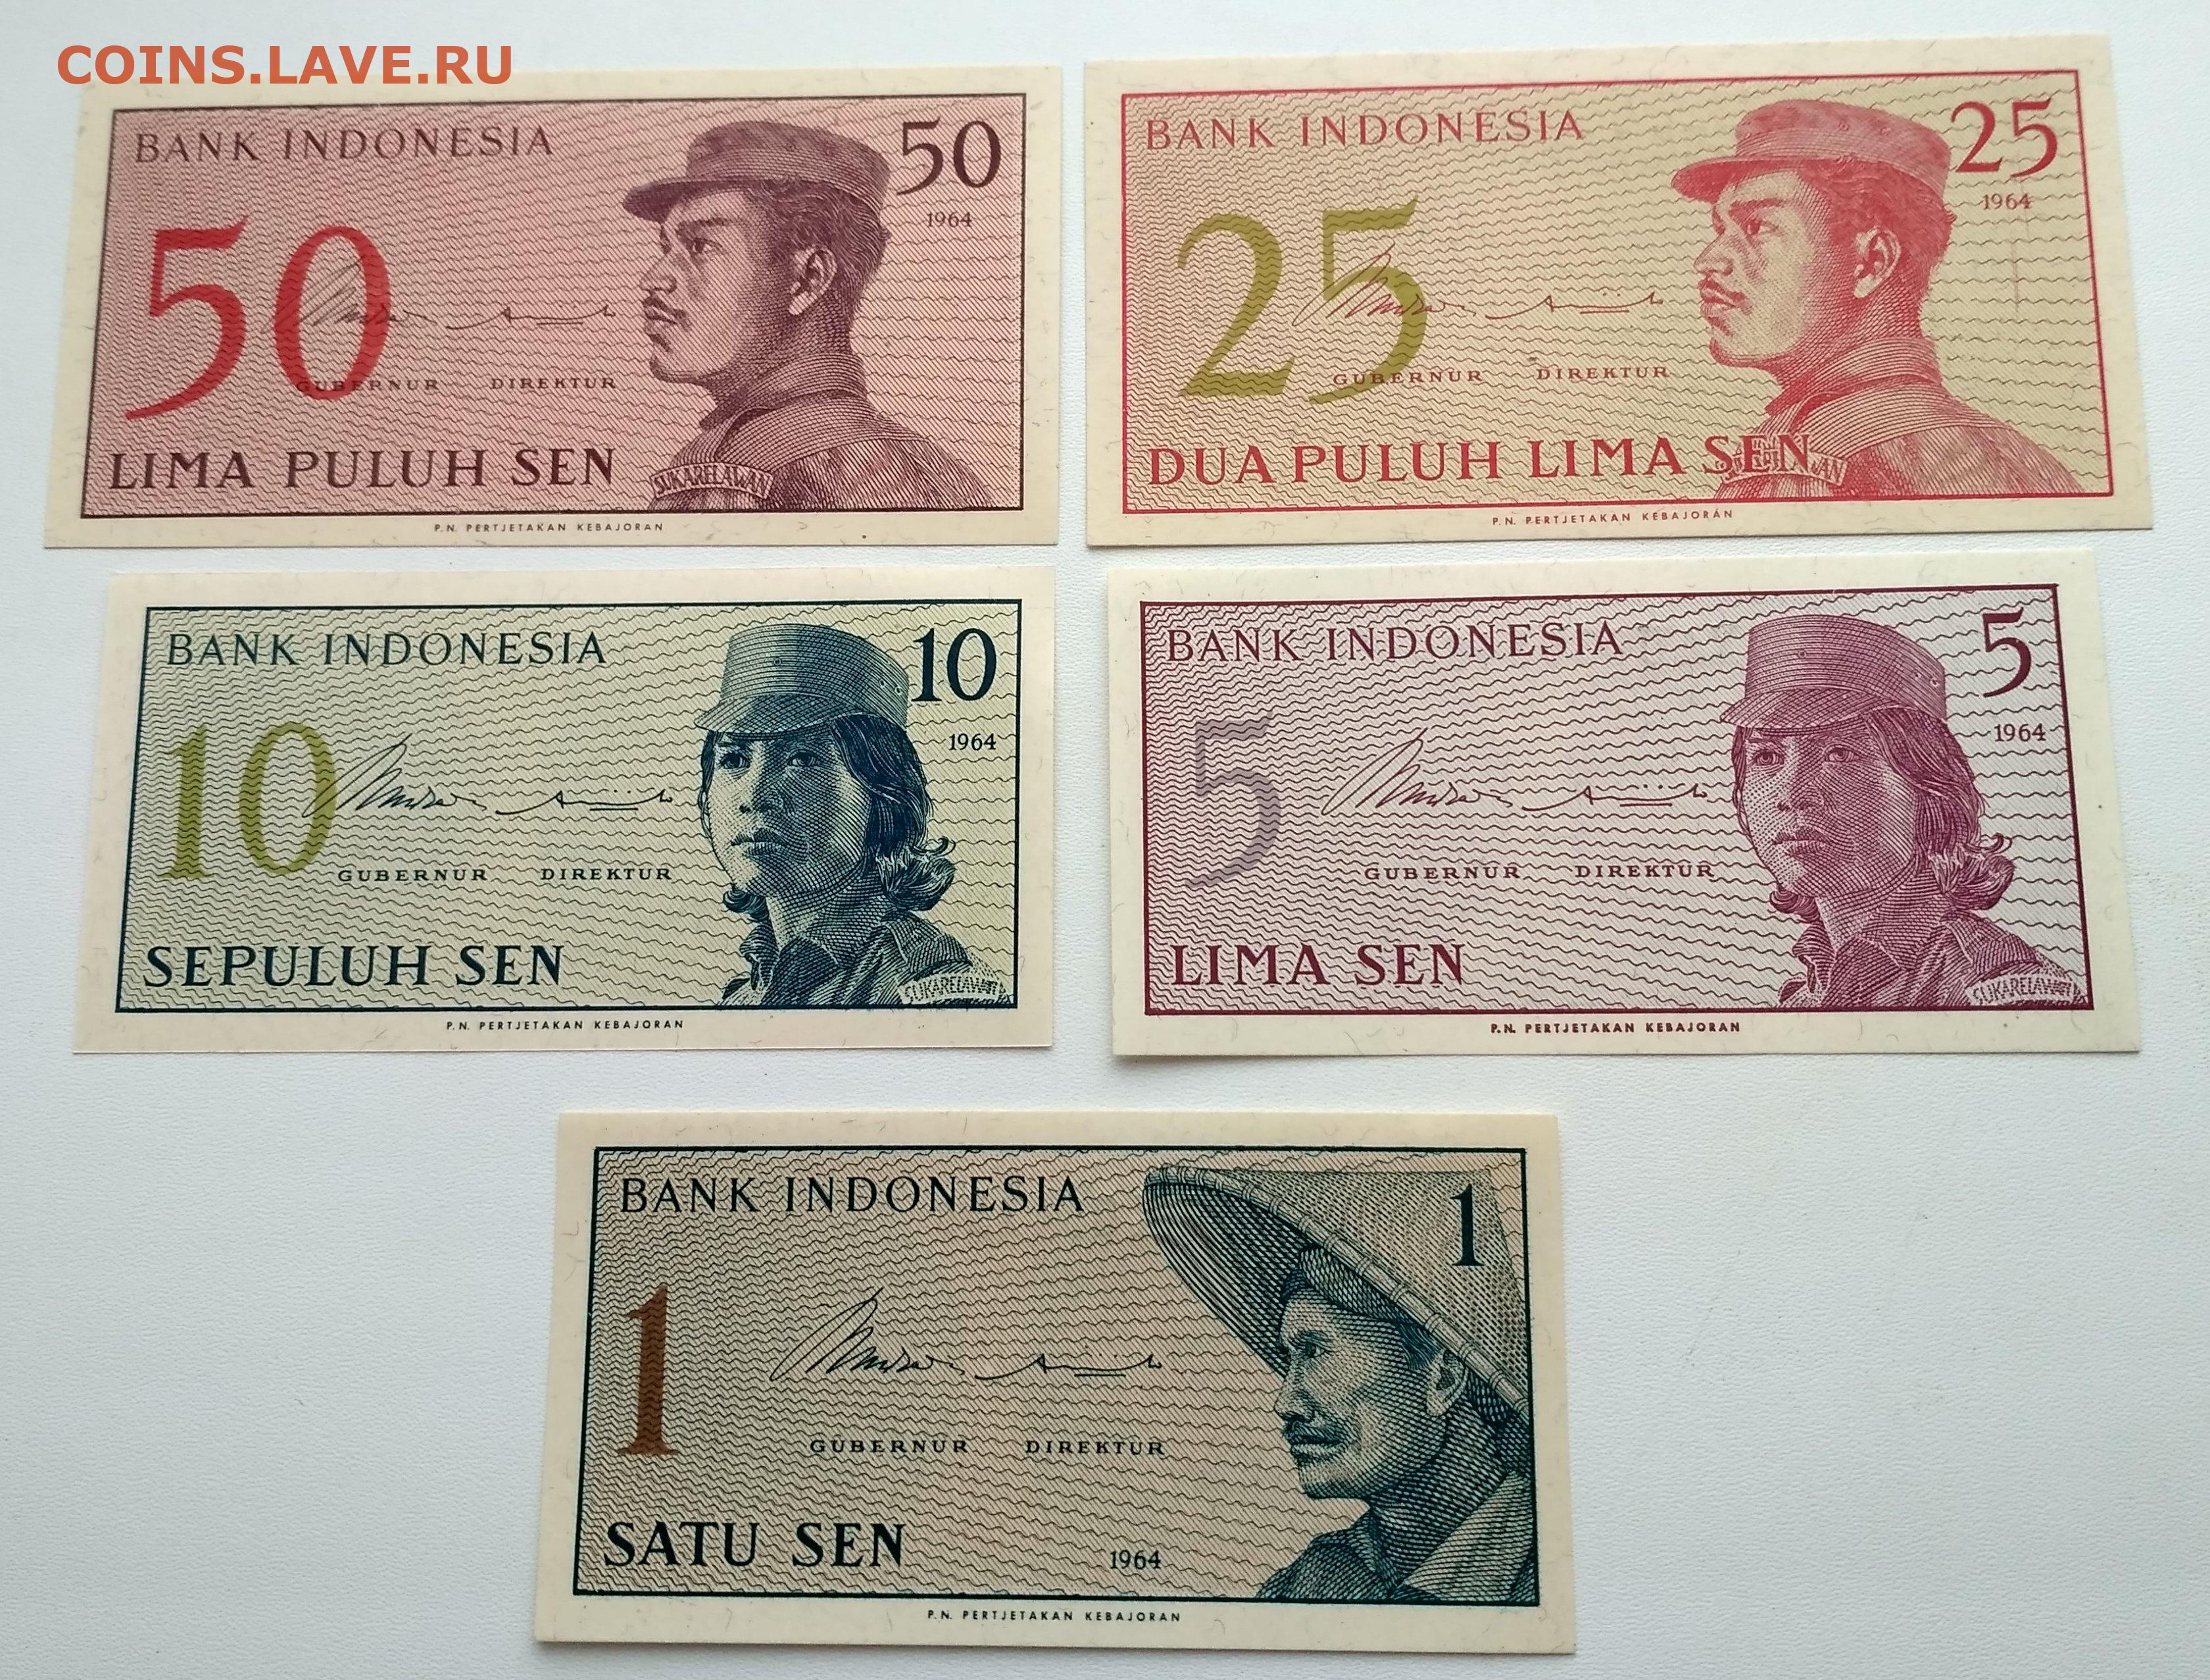 COINS.LAVE.RU
BANK INDONESIA
50
1964
50
GUBERNUR DIREKTUR
LIMA PULUH SEN
SUKARELAWAN
P.N. PERTJETAKAN KEBAJORAN
BANK INDONESIA
25
1964
25
GUBERNUR DIREKTUR
DUA PULUH LIMA SEN
P.N. PERTJETAKAN KEBAJORAN
BANK INDONESIA
10
1964
10
GUBERNUR DIREKTUR
SEPULUH SEN
SUKARELAWATI
P.N. PERTJETAKAN KEBAJORAN
BANK INDONESIA
5
1964
5
GUBERNUR DIREKTUR
LIMA SEN
SUKARELAWATI
P.N. PERTJETAKAN KEBAJORAN
BANK INDONESIA
1
1
GUBERNUR DIREKTUR
SATU SEN
1964
P.N. PERTJETAKAN KEBAJORAN